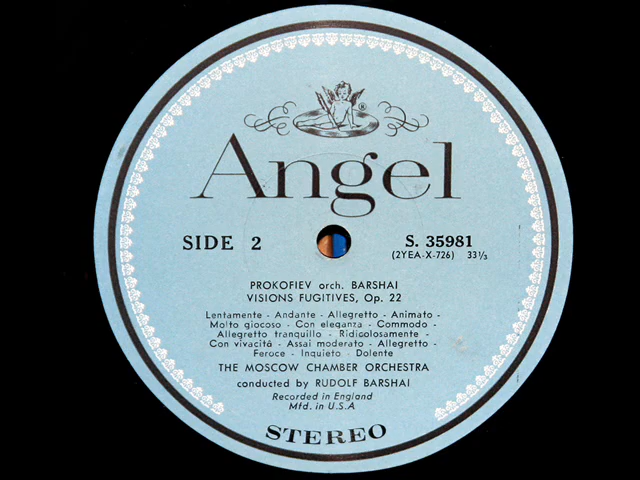 ®
Angel
SIDE 2
S. 35981
(2YEA-X-726) 33⅓
PROKOFIEV orch. BARSHAI
VISIONS FUGITIVES, Op. 22
Lentamente - Andante - Allegretto - Animato -
Molto giocoso - Con eleganza - Commodo -
Allegretto tranquillo - Ridicolosamente -
Con vivacitá - Assai moderato - Allegretto -
Feroce - Inquieto - Dolente
THE MOSCOW CHAMBER ORCHESTRA
conducted by RUDOLF BARSHAI
Recorded in England
Mfd. in U.S.A
STEREO